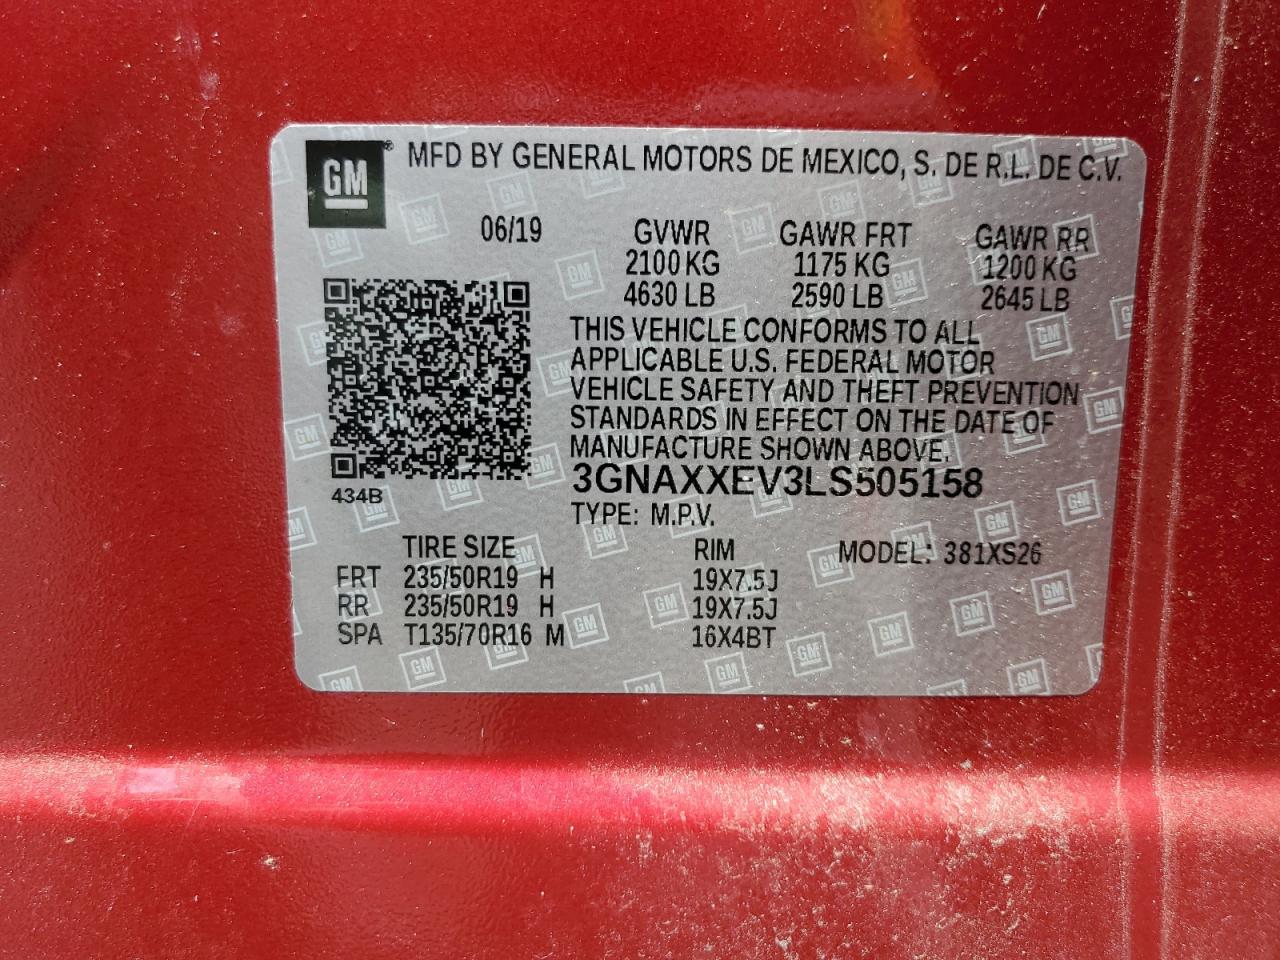 GM® MFD BY GENERAL MOTORS DE MEXICO, S. DE R.L. DE C.V.
06/19 GVWR GAWR FRT GAWR RR
2100 KG 1175 KG 1200 KG
4630 LB 2590 LB 2645 LB
THIS VEHICLE CONFORMS TO ALL
APPLICABLE U.S. FEDERAL MOTOR
VEHICLE SAFETY AND THEFT PREVENTION
STANDARDS IN EFFECT ON THE DATE OF
MANUFACTURE SHOWN ABOVE.
3GNAXXEV3LS505158
434B
TYPE: M.P.V.
TIRE SIZE RIM MODEL: 381XS26
FRT 235/50R19 H 19X7.5J
RR 235/50R19 H 19X7.5J
SPA T135/70R16 M 16X4BT